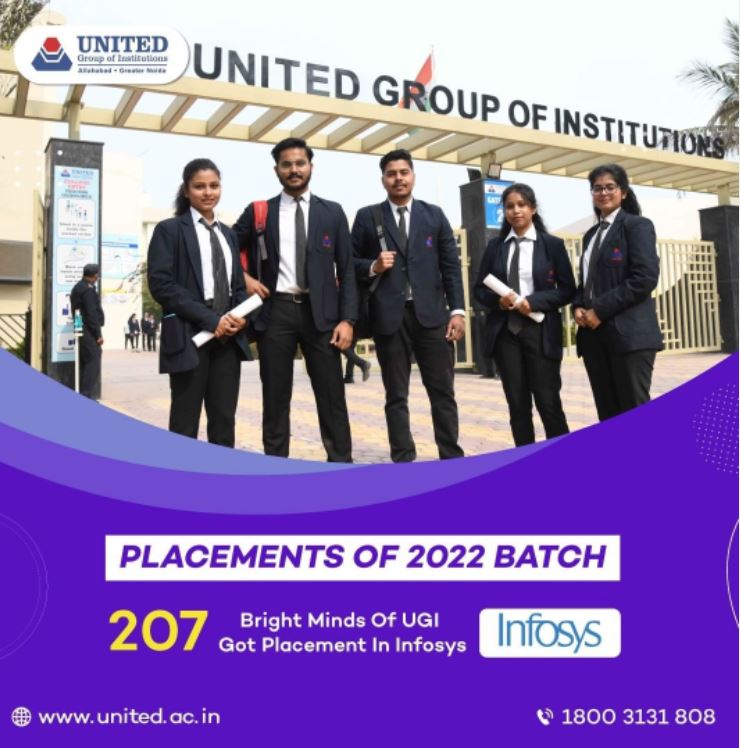 UNITED
Group of Institutions
Allahabad • Greater Noida
UNITED GROUP OF INSTITUTIONS
UNITED
PLACEMENTS OF 2022 BATCH
207
Bright Minds Of UGI
Got Placement In Infosys
Infosys
www.united.ac.in
1800 3131 808